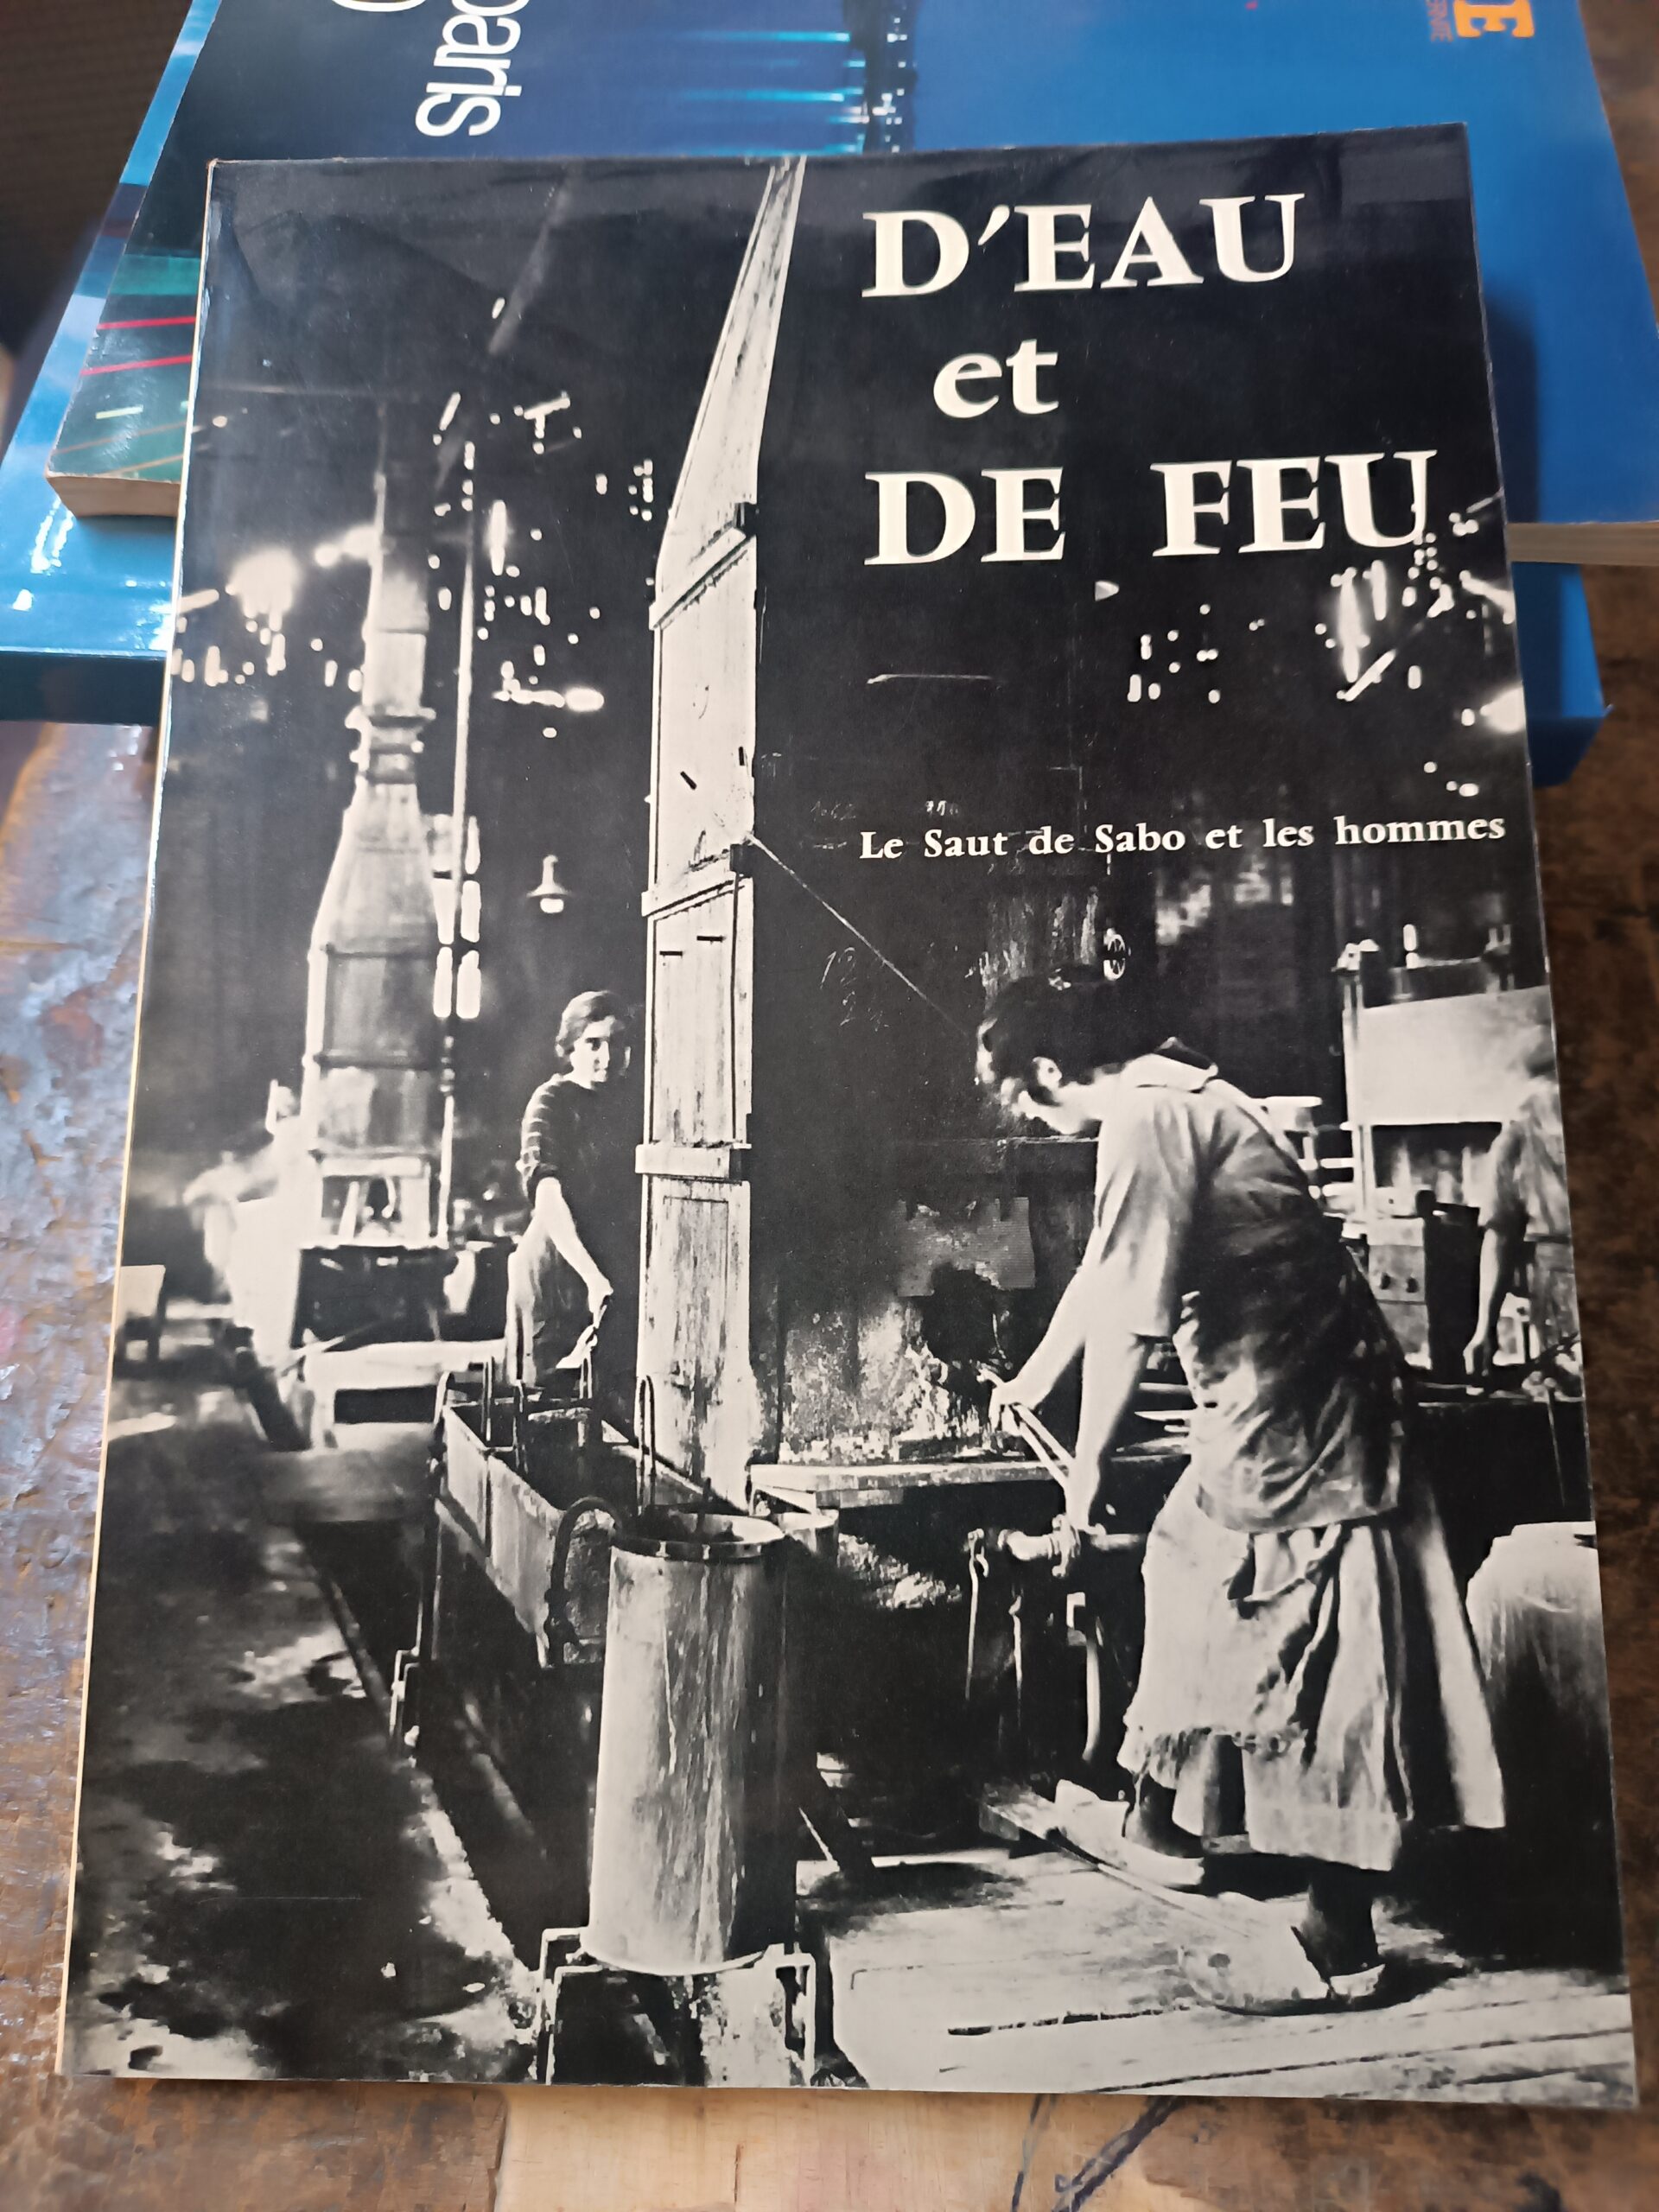 paris
D'EAU
et
DE FEU
Le Saut de Sabo et les hommes